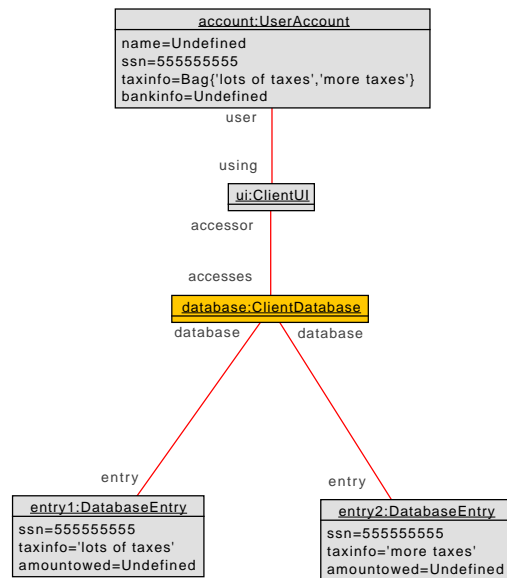 account:UserAccount
name=Undefined
ssn=555555555
taxinfo=Bag{'lots of taxes','more taxes'}
bankinfo=Undefined
user
using
ui:ClientUI
accessor
accesses
database:ClientDatabase
database
database
entry
entry
entry1:DatabaseEntry
ssn=555555555
taxinfo='lots of taxes'
amountowed=Undefined
entry2:DatabaseEntry
ssn=555555555
taxinfo='more taxes'
amountowed=Undefined